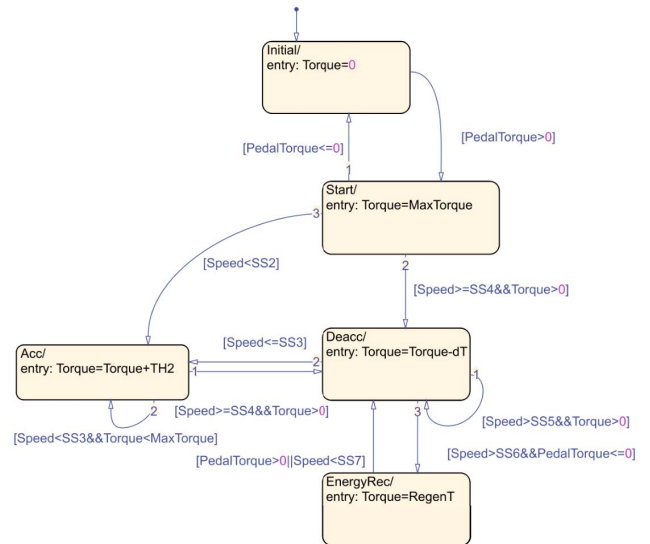 Initial/
entry: Torque=0
[PedalTorque<=0]
[PedalTorque>0]
1
Start/
entry: Torque=MaxTorque
3
2
[Speed<SS2]
[Speed>=SS4&&Torque>0]
Deacc/
entry: Torque=Torque-dT
[Speed<=SS3]
Acc/
entry: Torque=Torque+TH2
2
1
1
2
3
[Speed>=SS4&&Torque>0]
[Speed>SS5&&Torque>0]
[Speed<SS3&&Torque<MaxTorque]
[Speed>SS6&&PedalTorque<=0]
[PedalTorque>0||Speed<SS7]
EnergyRec/
entry: Torque=RegenT